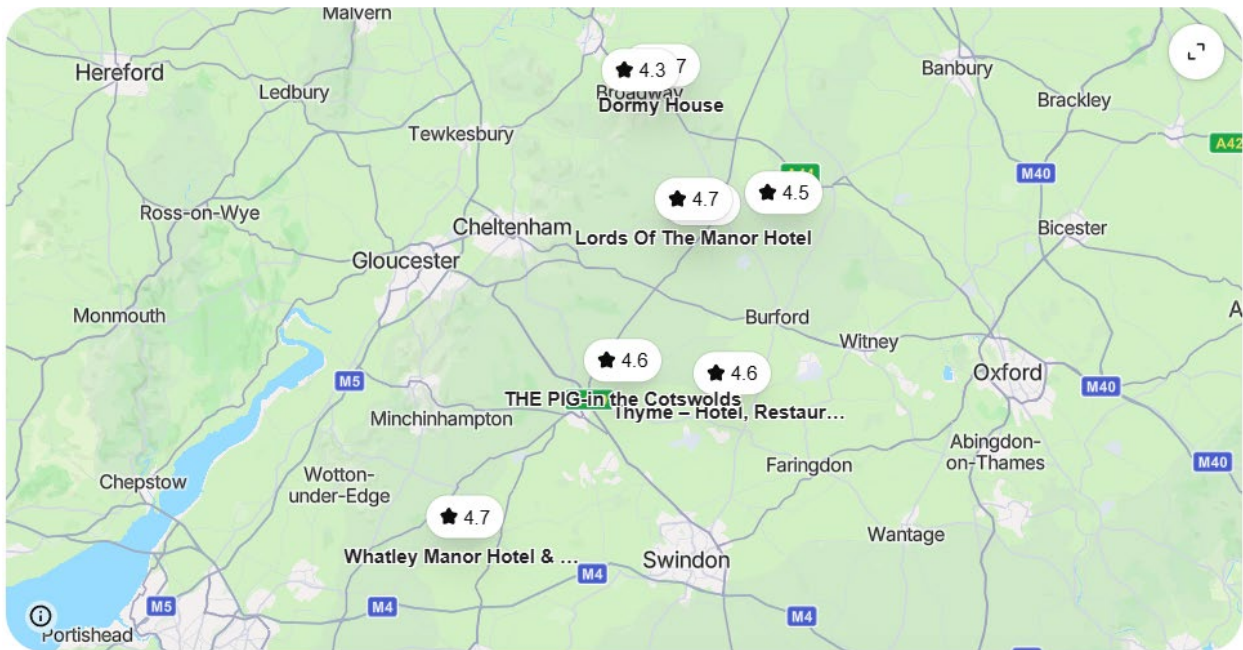 Malvern
Hereford
Ledbury
4.3
7
Broadway
Dormy House
Banbury
Brackley
Tewkesbury
A42
M40
4.7
4.5
Ross-on-Wye
Cheltenham
Lords Of The Manor Hotel
Bicester
Gloucester
Monmouth
Burford
Witney
A
4.6
4.6
Oxford
M5
M40
THE PIG-in the Cotswolds
Thyme – Hotel, Restaur…
Minchinhampton
Abingdon-
on-Thames
Chepstow
Wotton-
under-Edge
Faringdon
M40
4.7
Wantage
Whatley Manor Hotel & …
Swindon
M4
M5
M4
M4
Portishead